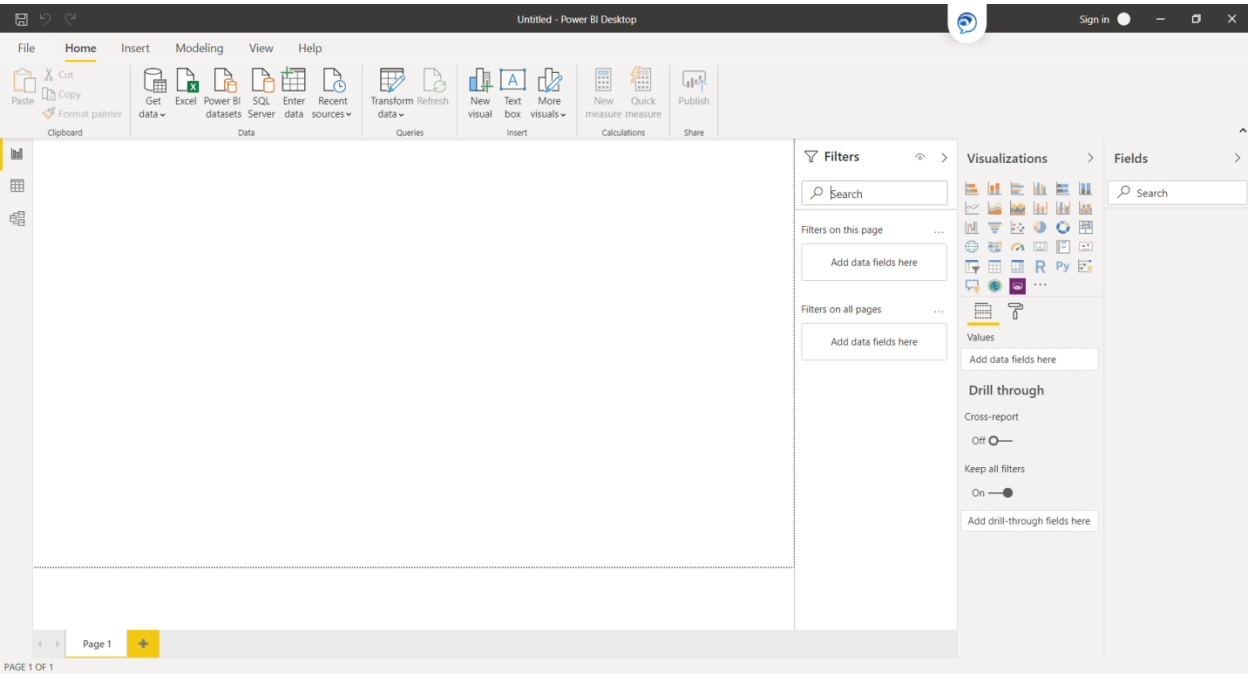 Untitled - Power BI Desktop
Sign in
File Home Insert Modeling View Help
Paste
Cut
Copy
Format painter
Clipboard
Get data
Excel
Power BI datasets
SQL Server
Enter data
Recent sources
Data
Transform data
Refresh
Queries
New visual
Text box
More visuals
Insert
New measure
Quick measure
Calculations
Publish
Share
Filters
Search
Filters on this page ...
Add data fields here
Filters on all pages ...
Add data fields here
Visualizations
R Py
...
Values
Add data fields here
Drill through
Cross-report
Off
Keep all filters
On
Add drill-through fields here
Fields
Search
Page 1
PAGE 1 OF 1